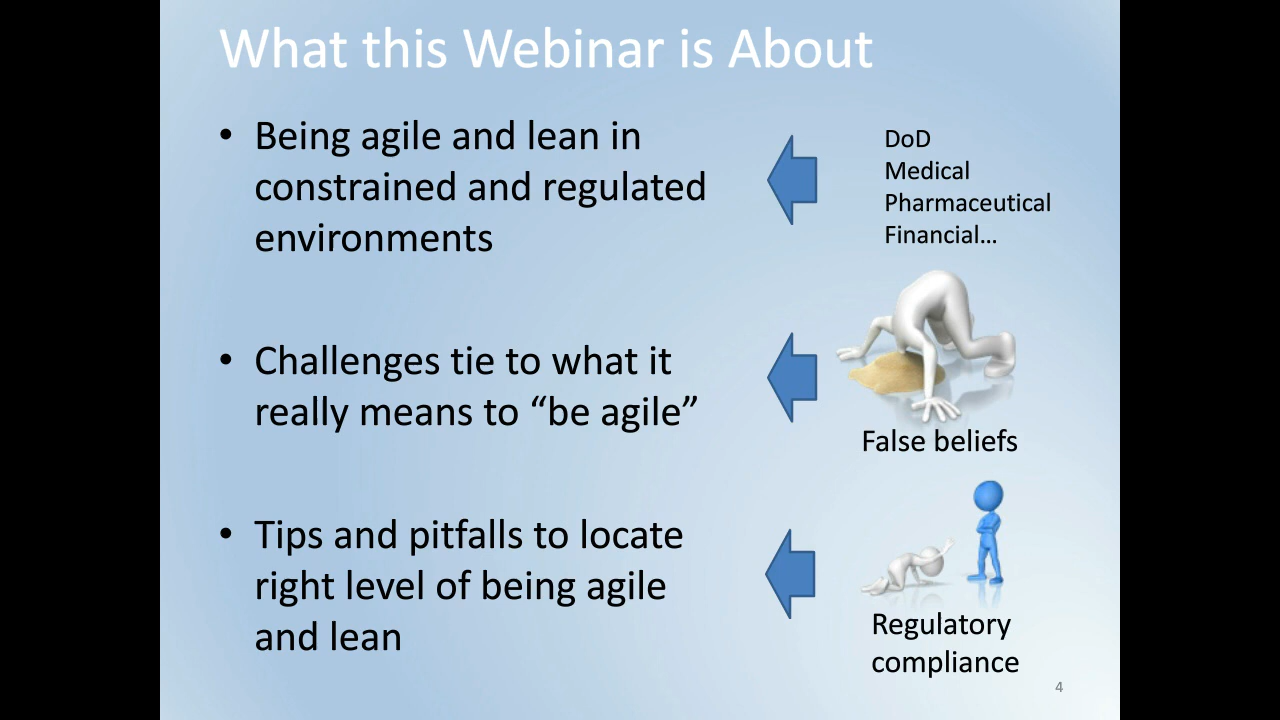 What this Webinar is About
• Being agile and lean in
constrained and regulated
environments
DoD
Medical
Pharmaceutical
Financial…
• Challenges tie to what it
really means to “be agile”
False beliefs
• Tips and pitfalls to locate
right level of being agile
and lean
Regulatory
compliance
4